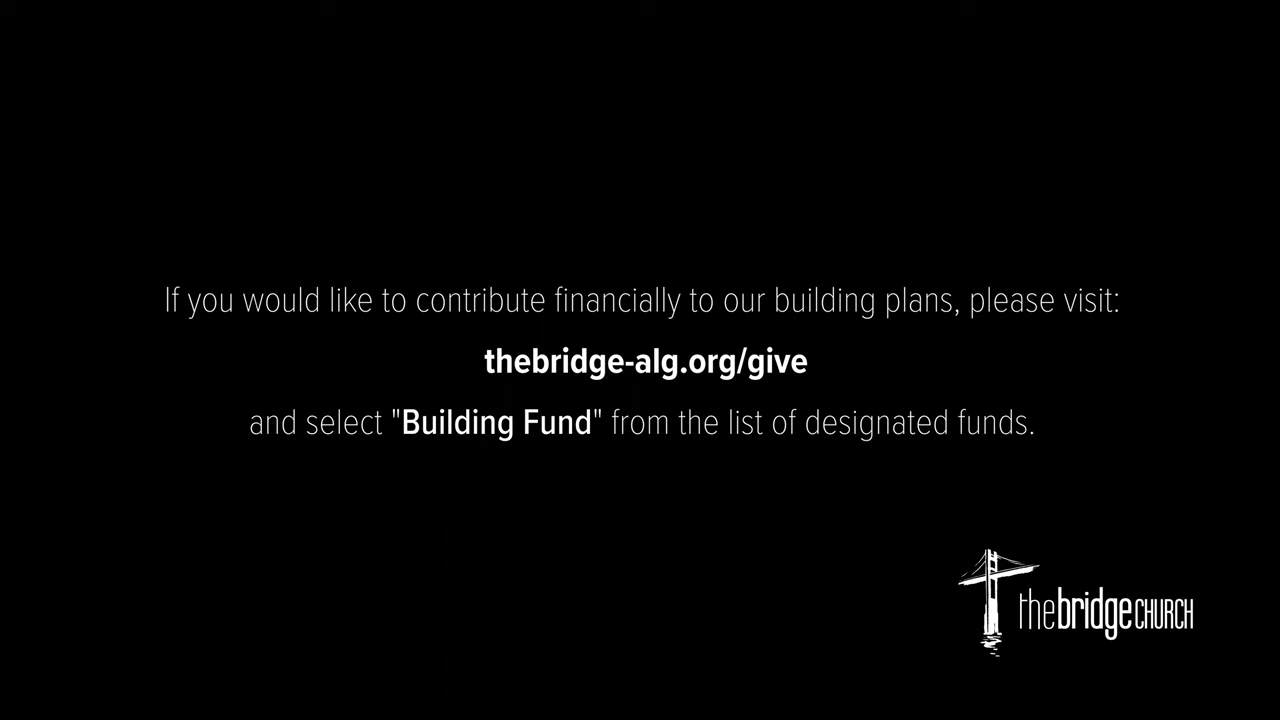 If you would like to contribute financially to our building plans, please visit:
thebridge-alg.org/give
and select "Building Fund" from the list of designated funds.
thebridgeCHURCH